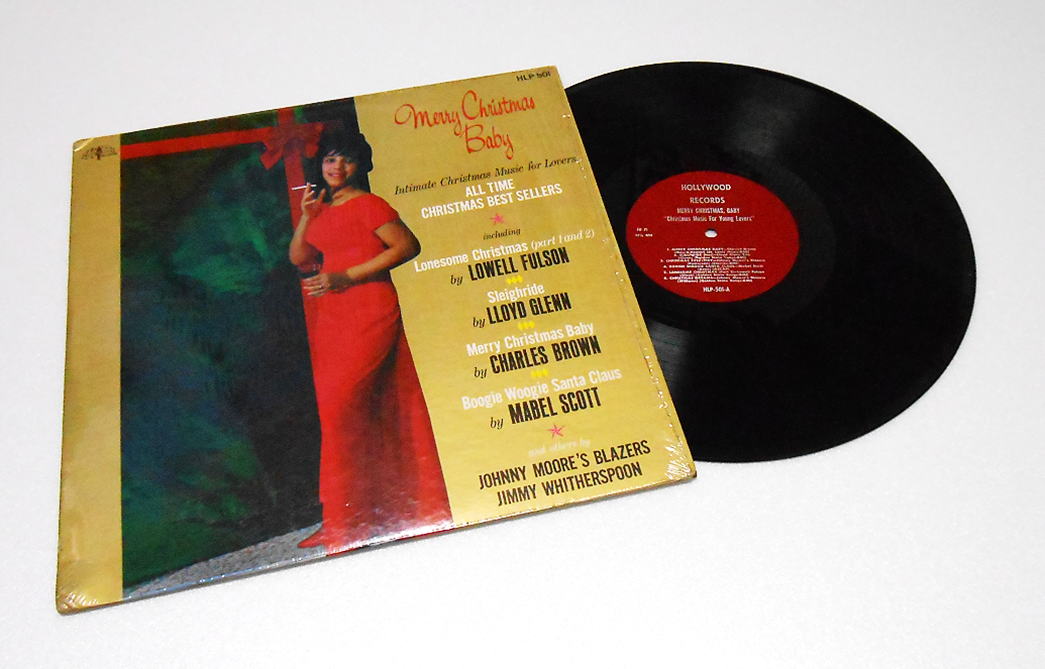 HLP 501
Merry Christmas
Baby
Intimate Christmas Music for Lovers
ALL TIME
CHRISTMAS BEST SELLERS
including
Lonesome Christmas (part 1 and 2)
by LOWELL FULSON
Sleighride
by LLOYD GLENN
Merry Christmas Baby
by CHARLES BROWN
Boogie Woogie Santa Claus
by MABEL SCOTT
and others by
JOHNNY MOORE'S BLAZERS
JIMMY WHITHERSPOON
HOLLYWOOD
RECORDS
MERRY CHRISTMAS, BABY
"Christmas Music For Young Lovers"
HLP-501-A